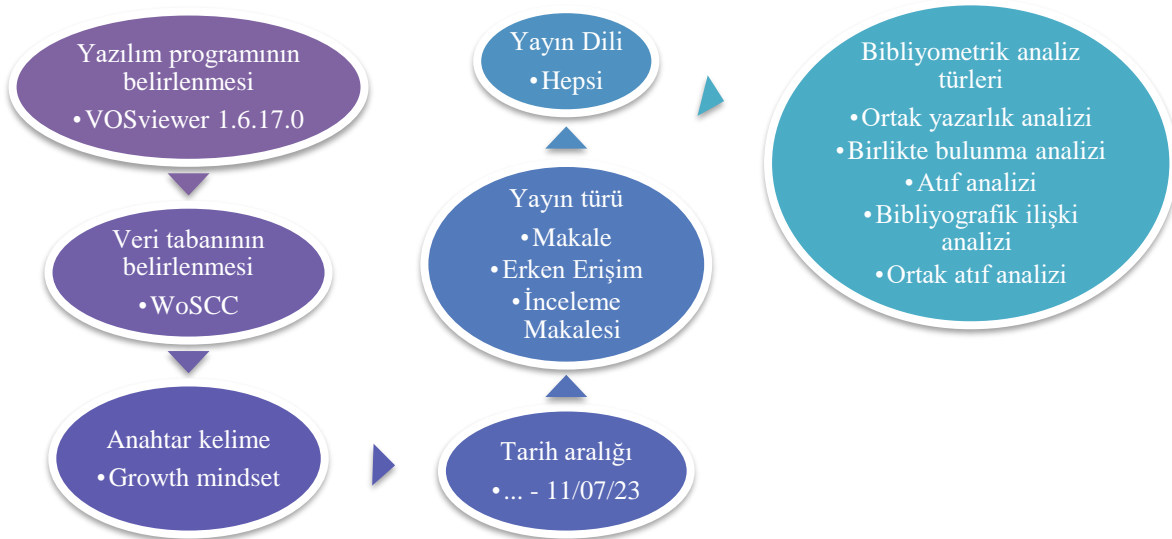 Yazılım programının
belirlenmesi
•VOSviewer 1.6.17.0
Veri tabanının
belirlenmesi
•WoSCC
Anahtar kelime
•Growth mindset
Tarih aralığı
•... - 11/07/23
Yayın türü
•Makale
•Erken Erişim
•İnceleme
Makalesi
Yayın Dili
•Hepsi
Bibliyometrik analiz
türleri
•Ortak yazarlık analizi
•Birlikte bulunma analizi
•Atıf analizi
•Bibliyografik ilişki
analizi
•Ortak atıf analizi